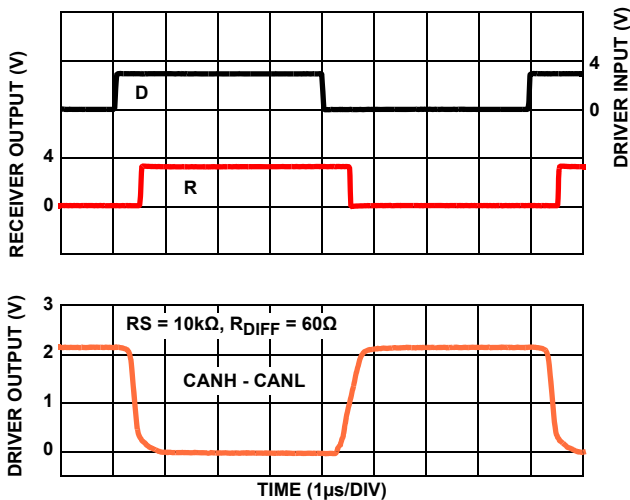 RECEIVER OUTPUT (V)
4
0
D
R
4
0
DRIVER INPUT (V)
DRIVER OUTPUT (V)
3
2
1
0
RS = 10kΩ, RDIFF = 60Ω
CANH - CANL
TIME (1µs/DIV)